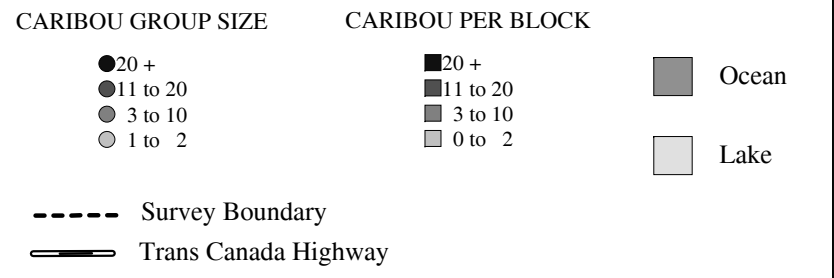 CARIBOU GROUP SIZE
20 +
11 to 20
3 to 10
1 to 2
CARIBOU PER BLOCK
20 +
11 to 20
3 to 10
0 to 2
Ocean
Lake
Survey Boundary
Trans Canada Highway